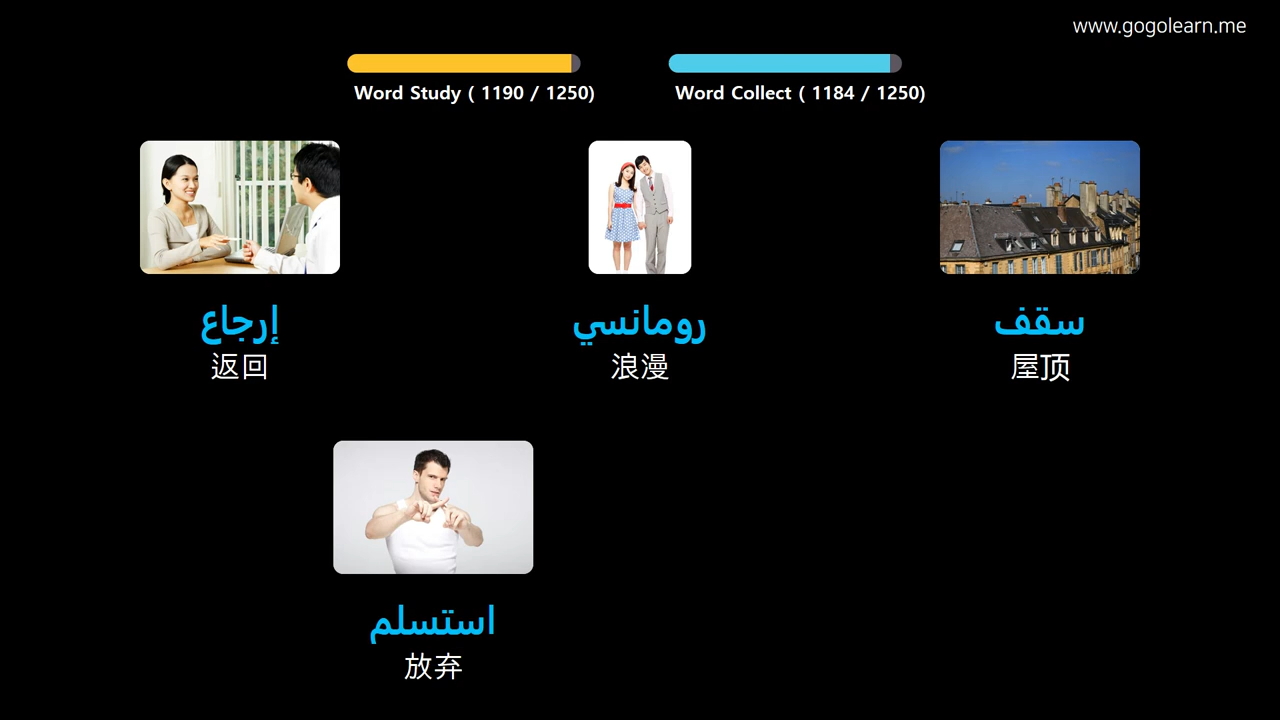 www.gogolearn.me
Word Study ( 1190 / 1250)
Word Collect ( 1184 / 1250)
إرجاع
返回
رومانسي
浪漫
سقف
屋顶
استسلم
放弃